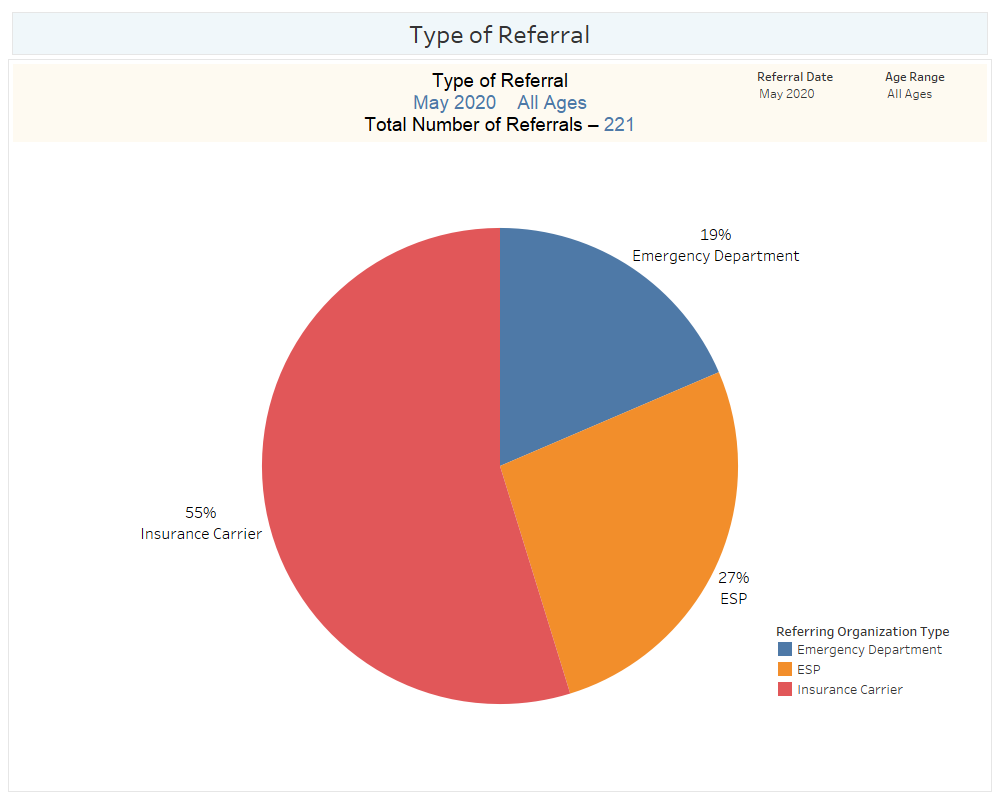 Type of Referral
Type of Referral
May 2020 All Ages
Total Number of Referrals – 221
Referral Date
May 2020
Age Range
All Ages
19%
Emergency Department
55%
Insurance Carrier
27%
ESP
Referring Organization Type
Emergency Department
ESP
Insurance Carrier